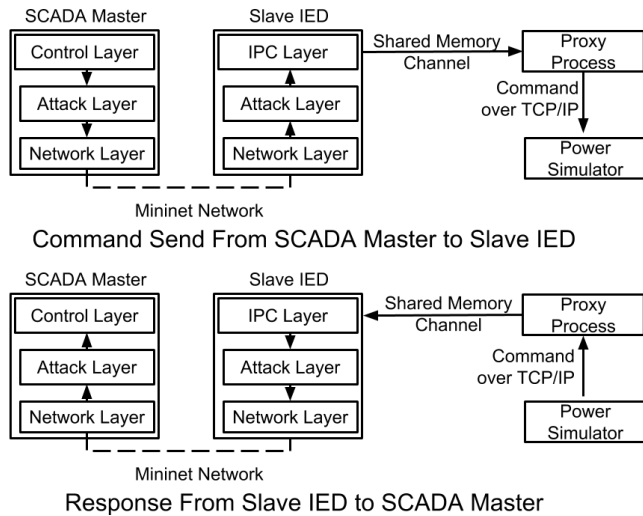 SCADA Master
Slave IED
Control Layer
IPC Layer
Shared Memory
Channel
Proxy
Process
Attack Layer
Attack Layer
Command
over TCP/IP
Network Layer
Network Layer
Power
Simulator
Mininet Network
Command Send From SCADA Master to Slave IED
SCADA Master
Slave IED
Control Layer
IPC Layer
Shared Memory
Channel
Proxy
Process
Attack Layer
Attack Layer
Command
over TCP/IP
Network Layer
Network Layer
Power
Simulator
Mininet Network
Response From Slave IED to SCADA Master